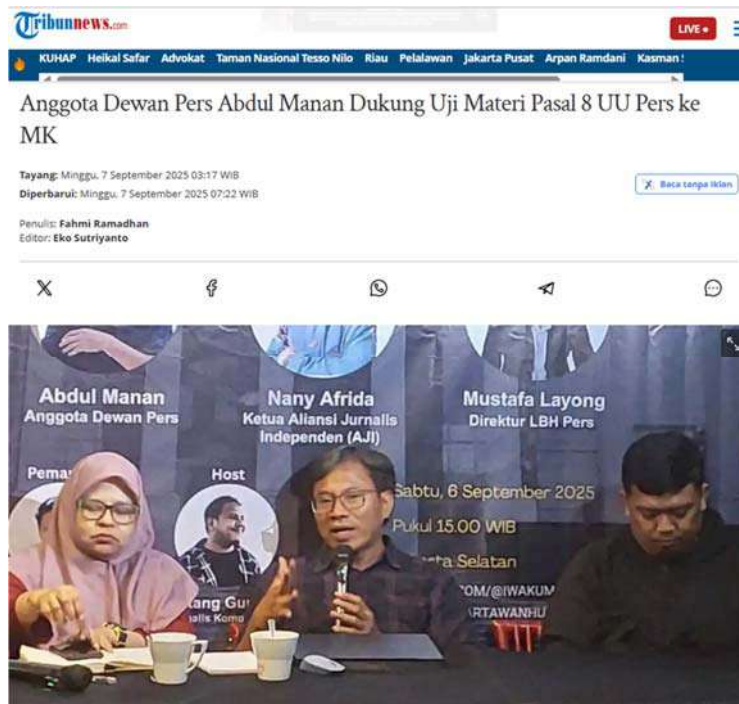 Tribunnews.com
LIVE
KUHAP Heikal Safar Advokat Taman Nasional Tesso Nilo Riau Pelalawan Jakarta Pusat Arpan Ramdani Kasman
Anggota Dewan Pers Abdul Manan Dukung Uji Materi Pasal 8 UU Pers ke
MK
Tayang: Minggu, 7 September 2025 03:17 WIB
Diperbarui: Minggu, 7 September 2025 07:22 WIB
Baca tanpa iklan
Penulis: Fahmi Ramadhan
Editor: Eko Sutriyanto
Abdul Manan
Anggota Dewan Pers
Nany Afrida
Ketua Aliansi Jurnalis
Independen (AJI)
Mustafa Layong
Direktur LBH Pers
Host
Sabtu, 6 September 2025
Pukul 15.00 WIB
Selatan
OM/@IWAKUM
RTAWANHU